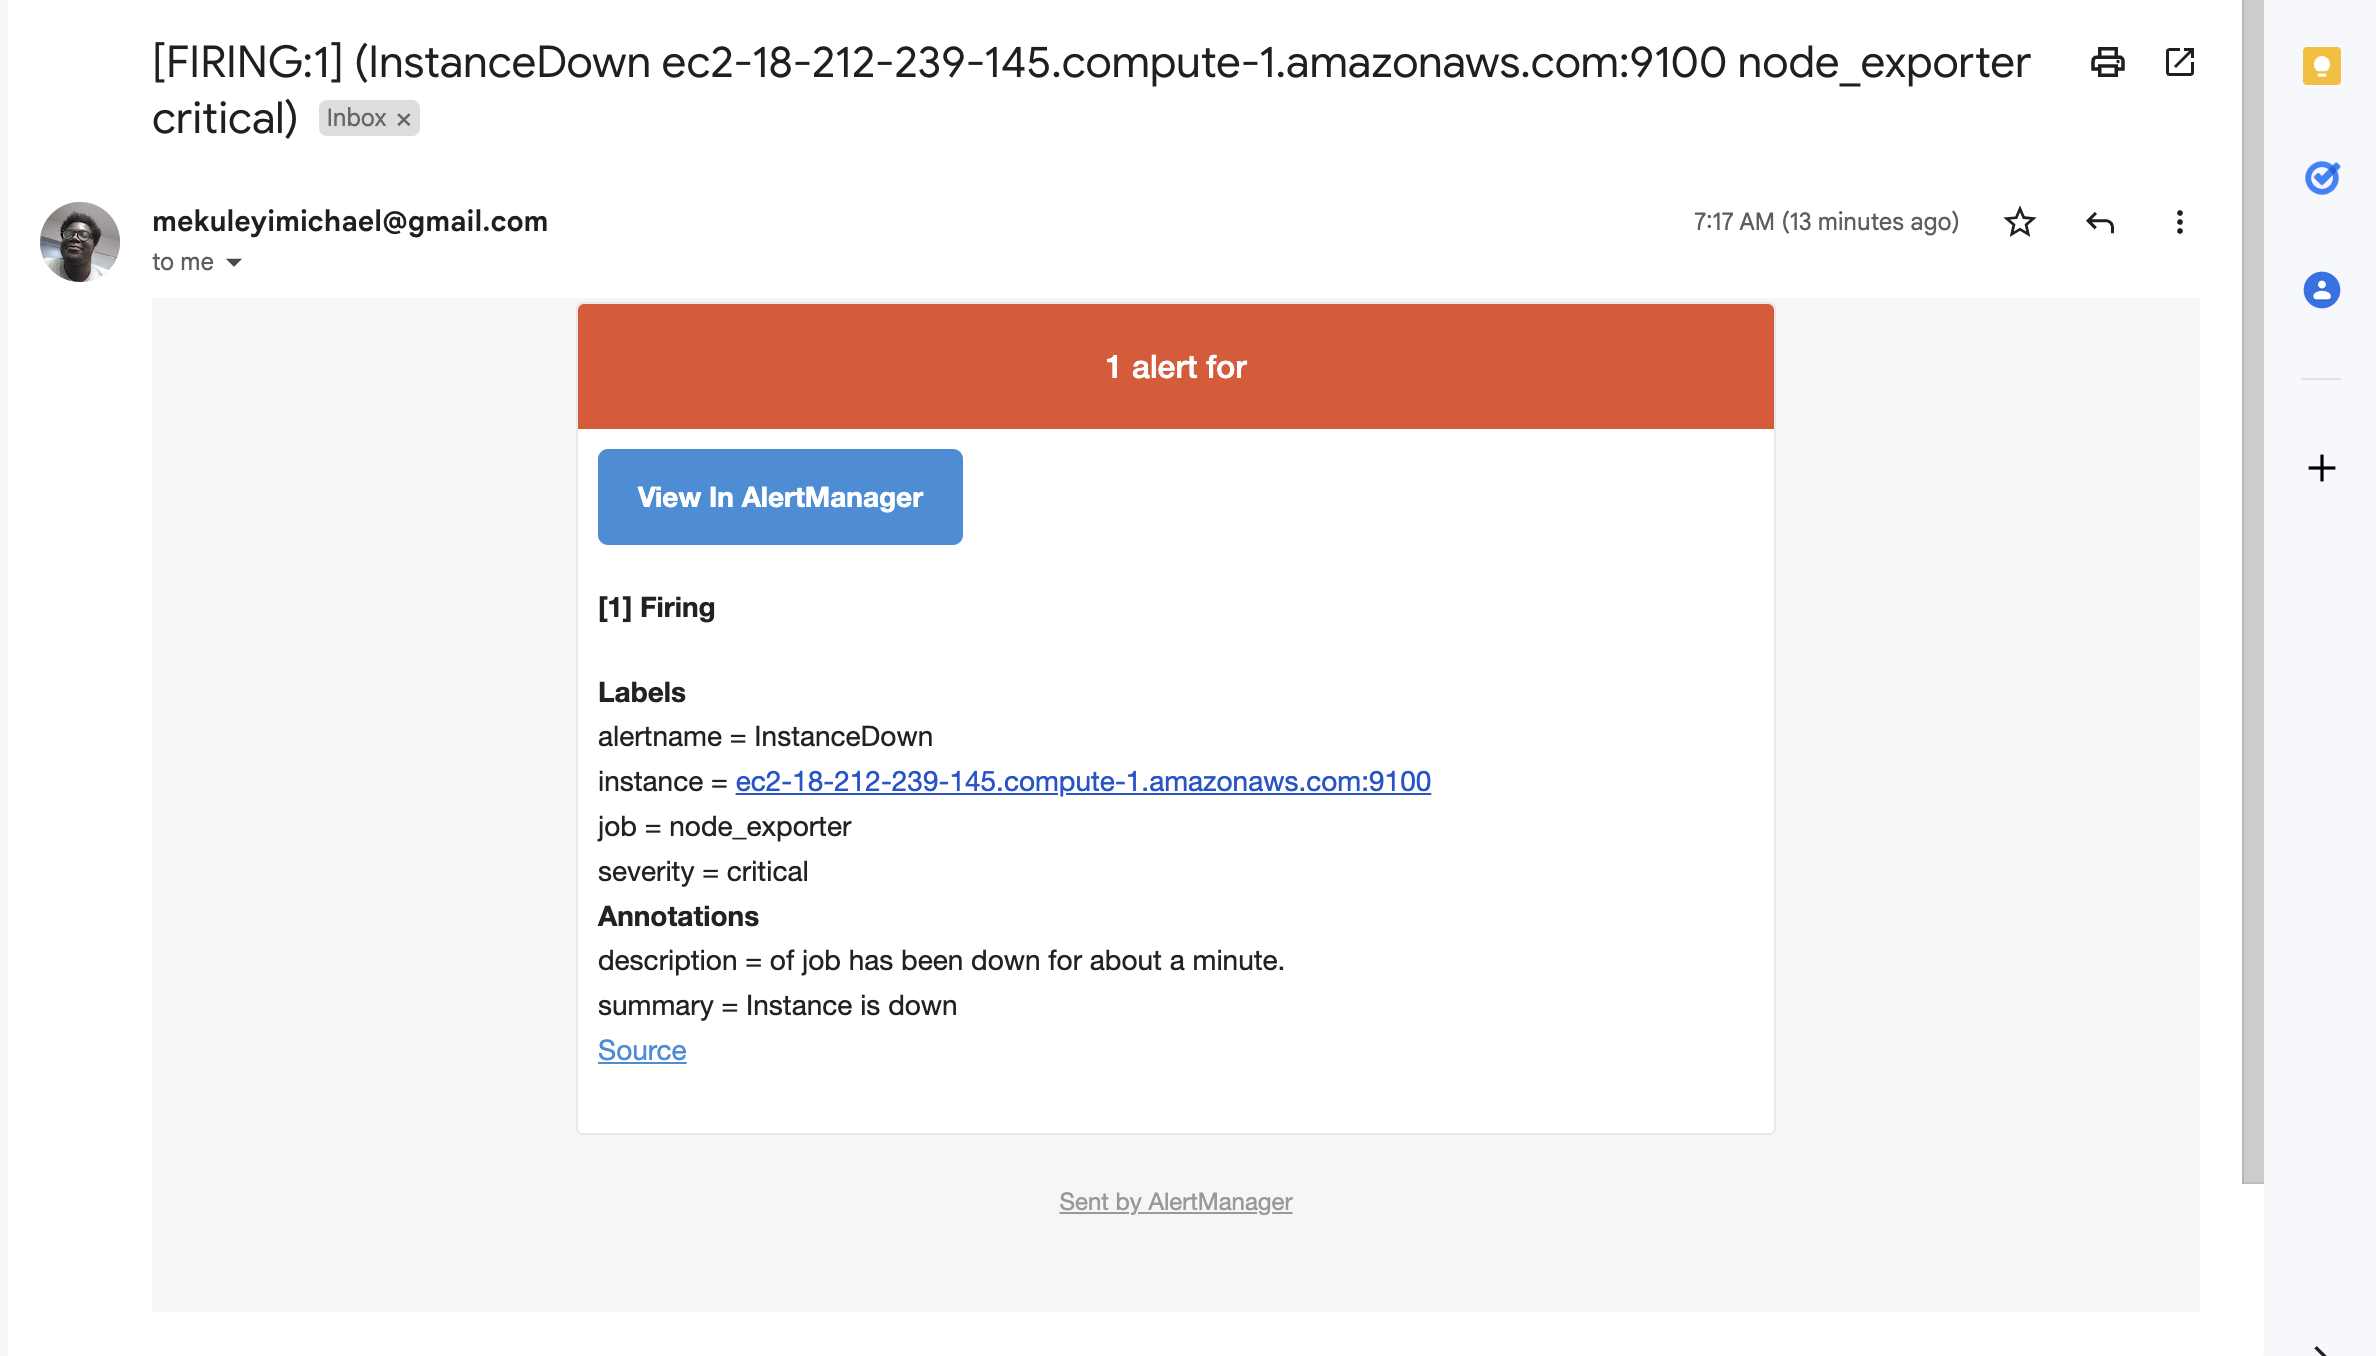 [FIRING:1] (InstanceDown ec2-18-212-239-145.compute-1.amazonaws.com:9100 node_exporter
critical) Inbox ×
mekuleyimichael@gmail.com 7:17 AM (13 minutes ago)
to me
1 alert for
View In AlertManager
[1] Firing
Labels
alertname = InstanceDown
instance = ec2-18-212-239-145.compute-1.amazonaws.com:9100
job = node_exporter
severity = critical
Annotations
description = of job has been down for about a minute.
summary = Instance is down
Source
Sent by AlertManager